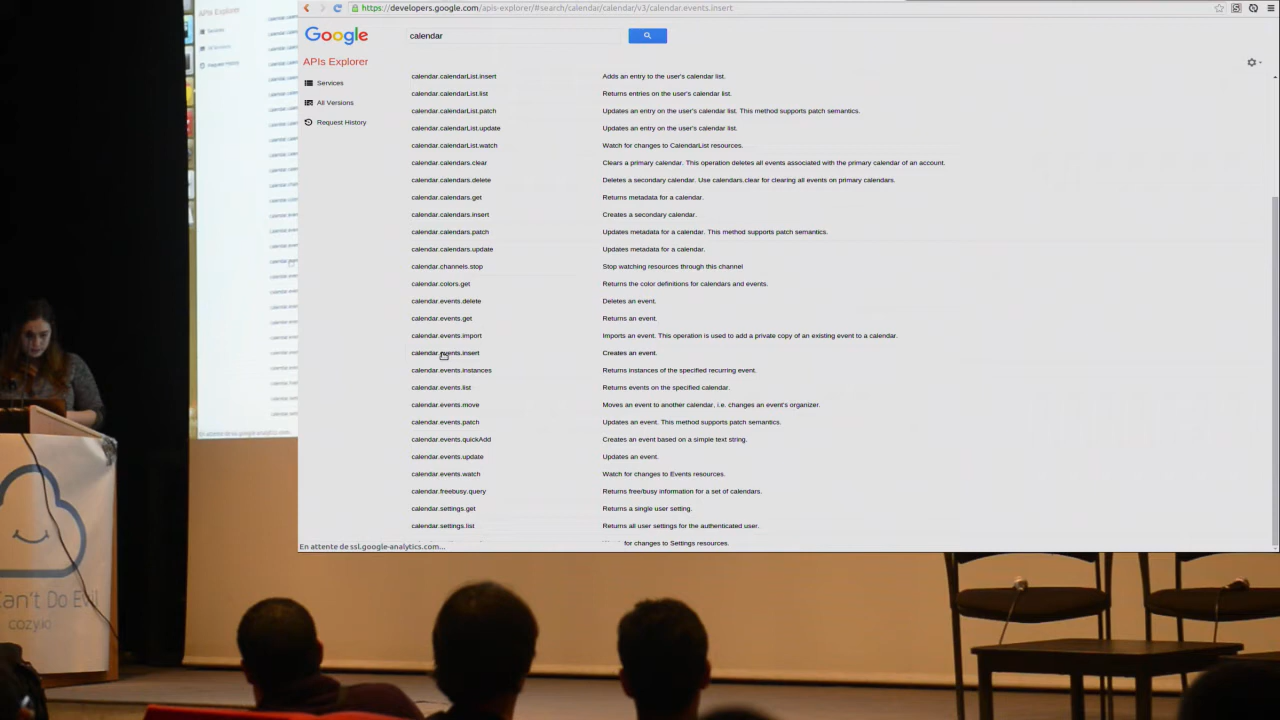 https://developers.google.com/apis-explorer/#search/calendar/calendar/v3/calendar.events.insert
Google
calendar
APIs Explorer
Services
All Versions
Request History
calendar.calendarList.insert Adds an entry to the user's calendar list.
calendar.calendarList.list Returns entries on the user's calendar list.
calendar.calendarList.patch Updates an entry on the user's calendar list. This method supports patch semantics.
calendar.calendarList.update Updates an entry on the user's calendar list.
calendar.calendarList.watch Watch for changes to CalendarList resources.
calendar.calendars.clear Clears a primary calendar. This operation deletes all events associated with the primary calendar of an account.
calendar.calendars.delete Deletes a secondary calendar. Use calendars.clear for clearing all events on primary calendars.
calendar.calendars.get Returns metadata for a calendar.
calendar.calendars.insert Creates a secondary calendar.
calendar.calendars.patch Updates metadata for a calendar. This method supports patch semantics.
calendar.calendars.update Updates metadata for a calendar.
calendar.channels.stop Stop watching resources through this channel
calendar.colors.get Returns the color definitions for calendars and events.
calendar.events.delete Deletes an event.
calendar.events.get Returns an event.
calendar.events.import Imports an event. This operation is used to add a private copy of an existing event to a calendar.
calendar.events.insert Creates an event.
calendar.events.instances Returns instances of the specified recurring event.
calendar.events.list Returns events on the specified calendar.
calendar.events.move Moves an event to another calendar, i.e. changes an event's organizer.
calendar.events.patch Updates an event. This method supports patch semantics.
calendar.events.quickAdd Creates an event based on a simple text string.
calendar.events.update Updates an event.
calendar.events.watch Watch for changes to Events resources.
calendar.freebusy.query Returns free/busy information for a set of calendars.
calendar.settings.get Returns a single user setting.
calendar.settings.list Returns all user settings for the authenticated user.
for changes to Settings resources.
En attente de ssl.google-analytics.com...
APIs Explorer
Services
All Versions
Request History
Can't Do Evil
cozy.io